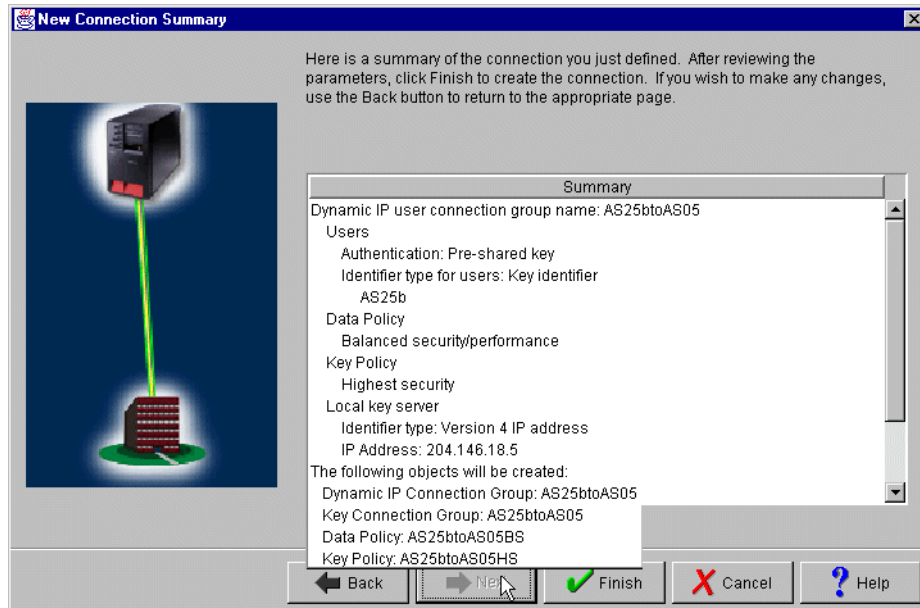 New Connection Summary
Here is a summary of the connection you just defined. After reviewing the
parameters, click Finish to create the connection. If you wish to make any changes,
use the Back button to return to the appropriate page.
Summary
Dynamic IP user connection group name: AS25btoAS05
Users
Authentication: Pre-shared key
Identifier type for users: Key identifier
AS25b
Data Policy
Balanced security/performance
Key Policy
Highest security
Local key server
Identifier type: Version 4 IP address
IP Address: 204.146.18.5
The following objects will be created:
Dynamic IP Connection Group: AS25btoAS05
Key Connection Group: AS25btoAS05
Data Policy: AS25btoAS05BS
Key Policy: AS25btoAS05HS
Back
Finish
Cancel
Help